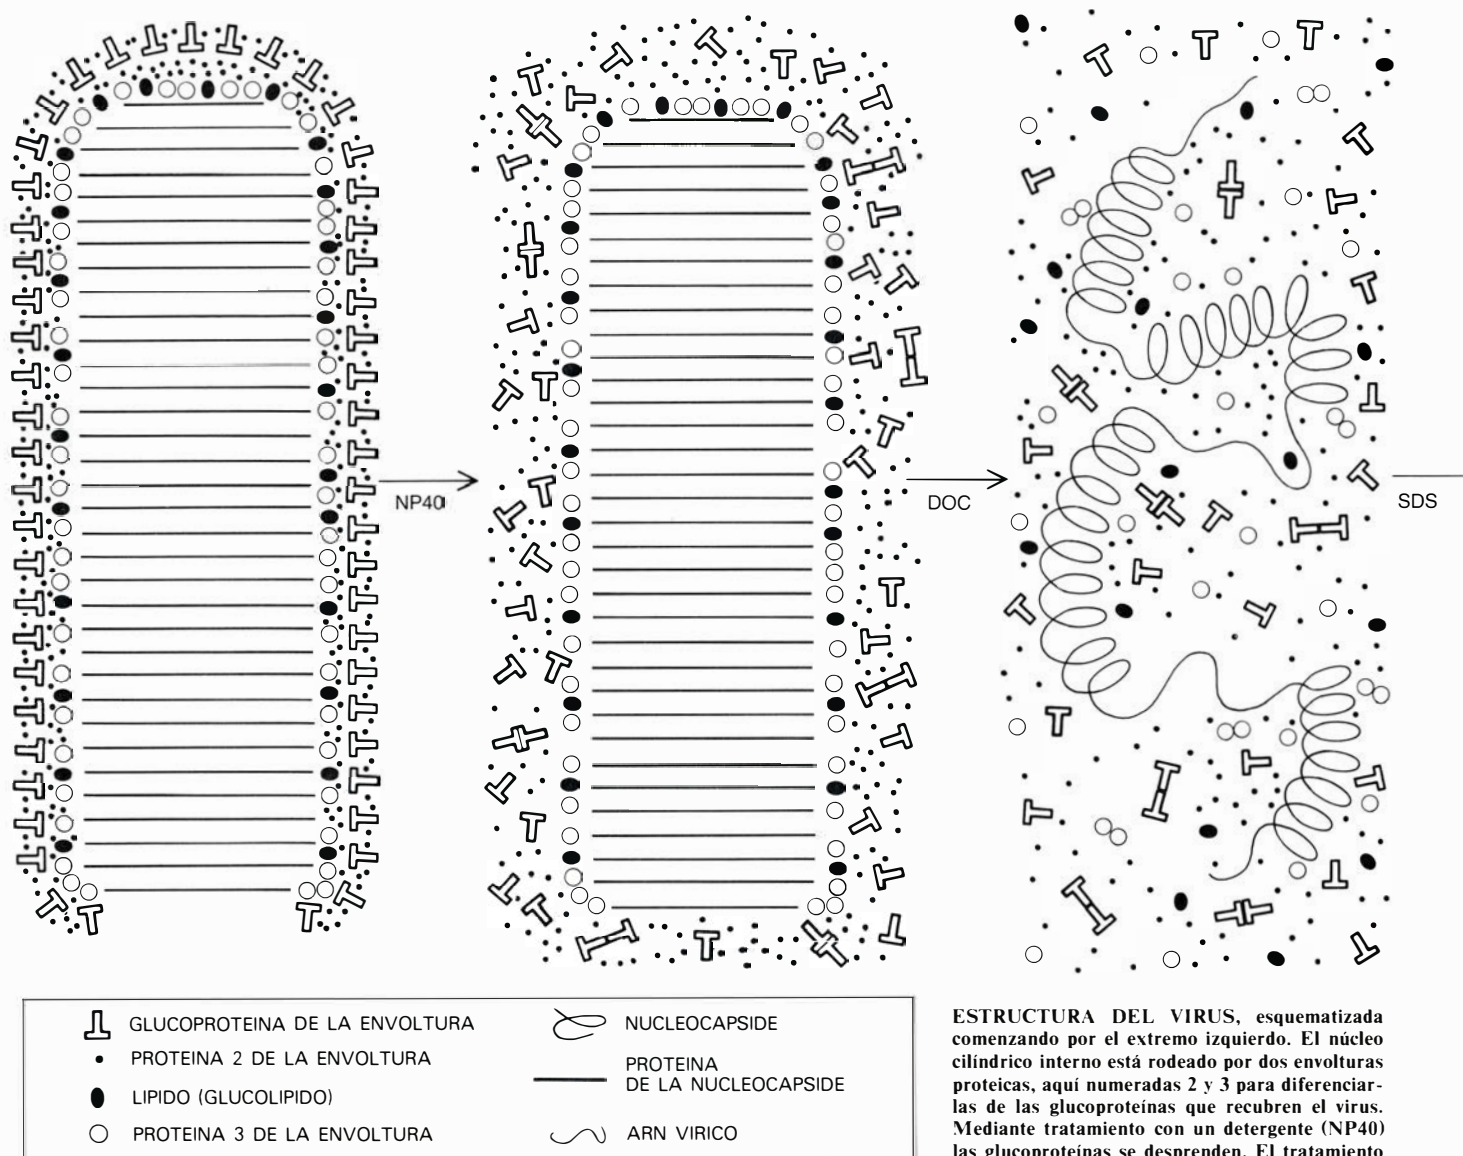 NP40
DOC
SDS
GLUCOPROTEINA DE LA ENVOLTURA
PROTEINA 2 DE LA ENVOLTURA
LIPIDO (GLUCOLIPIDO)
PROTEINA 3 DE LA ENVOLTURA
NUCLEOCAPSIDE
PROTEINA
DE LA NUCLEOCAPSIDE
ARN VIRICO
ESTRUCTURA DEL VIRUS, esquematizada
comenzando por el extremo izquierdo. El núcleo
cilíndrico interno está rodeado por dos envolturas
proteicas, aquí numeradas 2 y 3 para diferenciar-
las de las glucoproteínas que recubren el virus.
Mediante tratamiento con un detergente (NP40)
las glucoproteínas se desprenden. El tratamiento